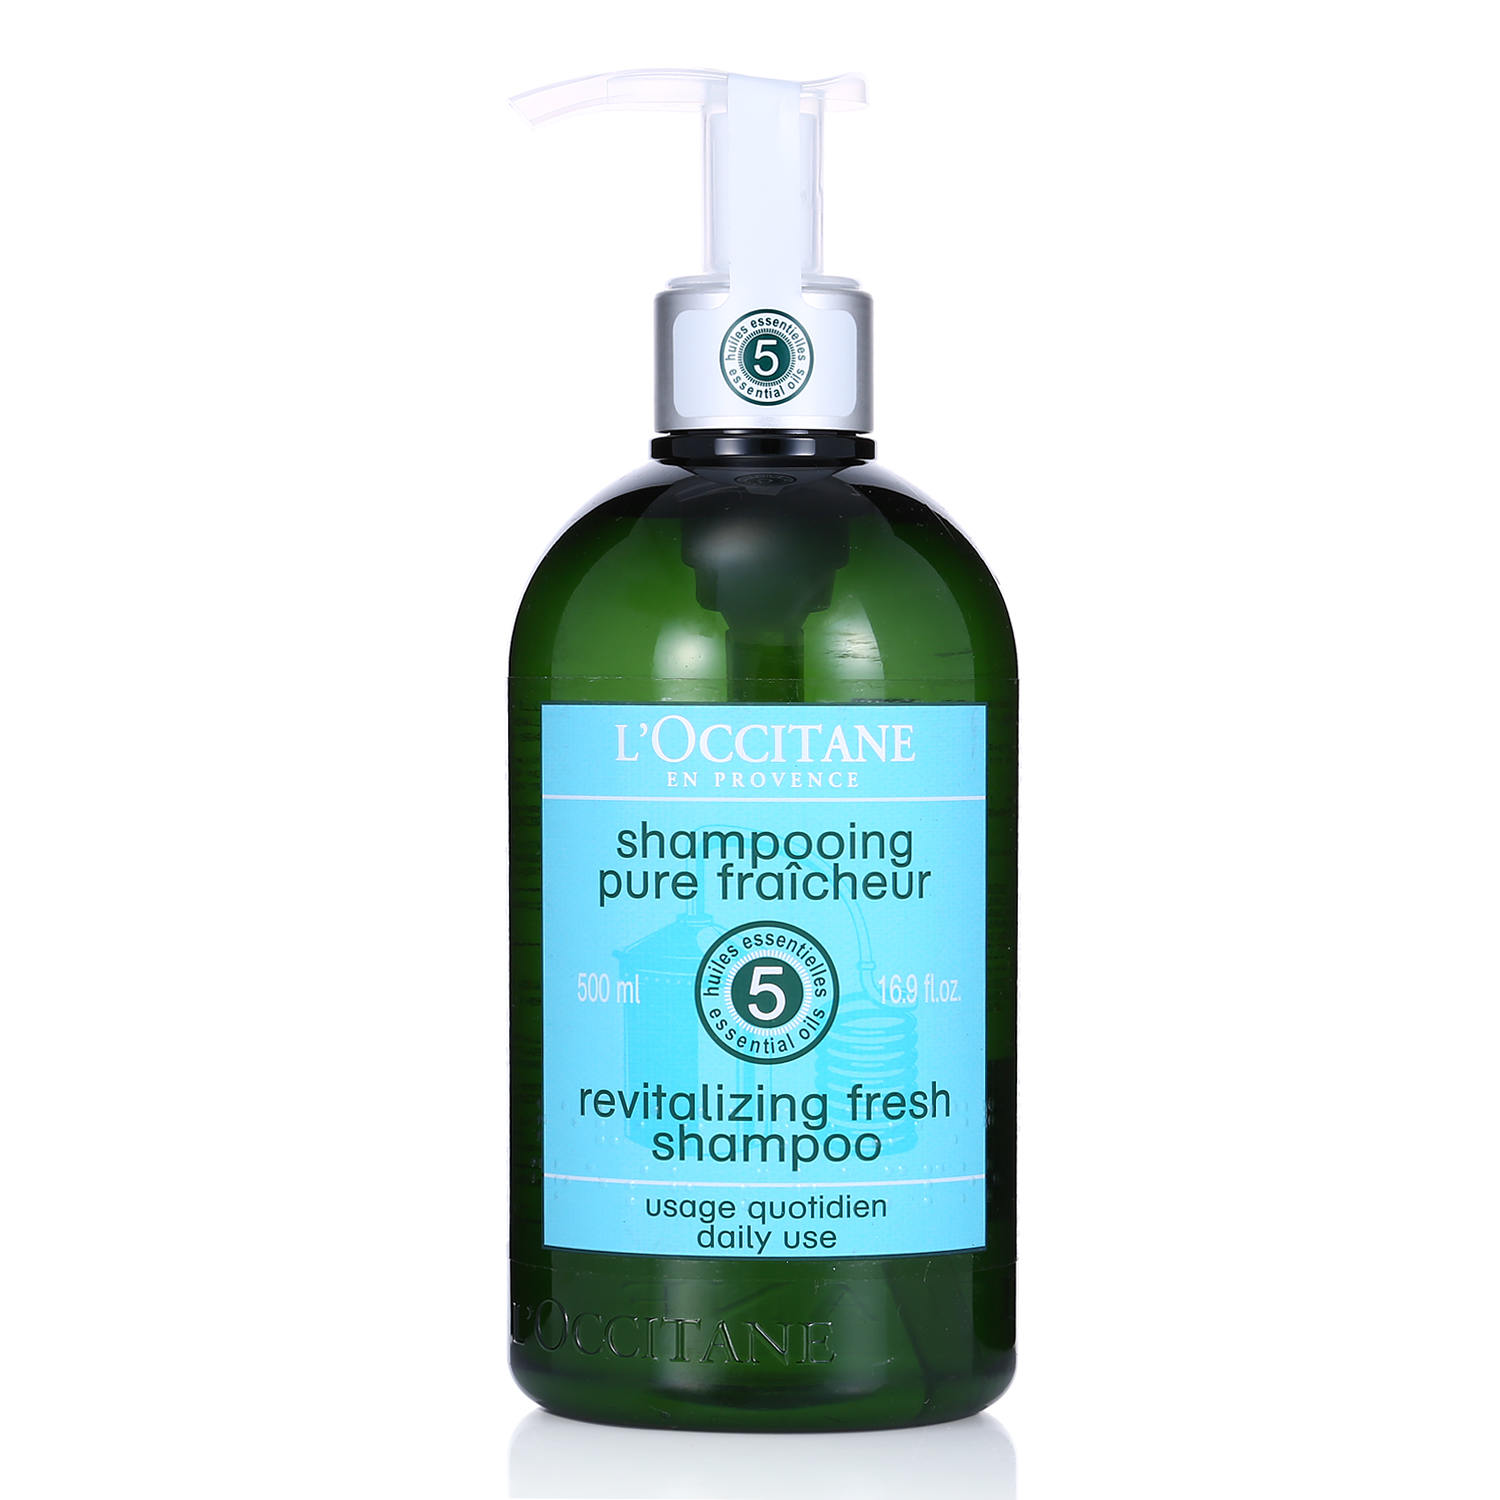 huiles essentielles
5
essential oils
L'OCCITANE
EN PROVENCE
shampooing
pure fraîcheur
huiles essentielles
500 ml 5 16.9 fl.oz.
essential oils
revitalizing fresh
shampoo
usage quotidien
daily use
L'OCCITANE